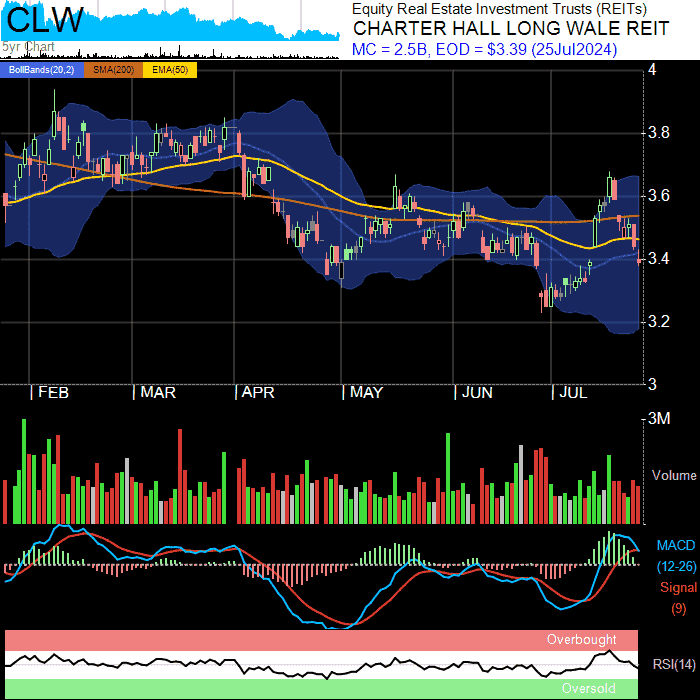 CLW
5yr Chart
Equity Real Estate Investment Trusts (REITs)
CHARTER HALL LONG WALE REIT
MC = 2.5B, EOD = $3.39 (25Jul2024)
BollBands(20,2) SMA(200) EMA(50)
4
3.8
3.6
3.4
3.2
3
| FEB | MAR | APR | MAY | JUN | JUL
3M
Volume
MACD
(12-26)
Signal
(9)
Overbought
RSI(14)
Oversold